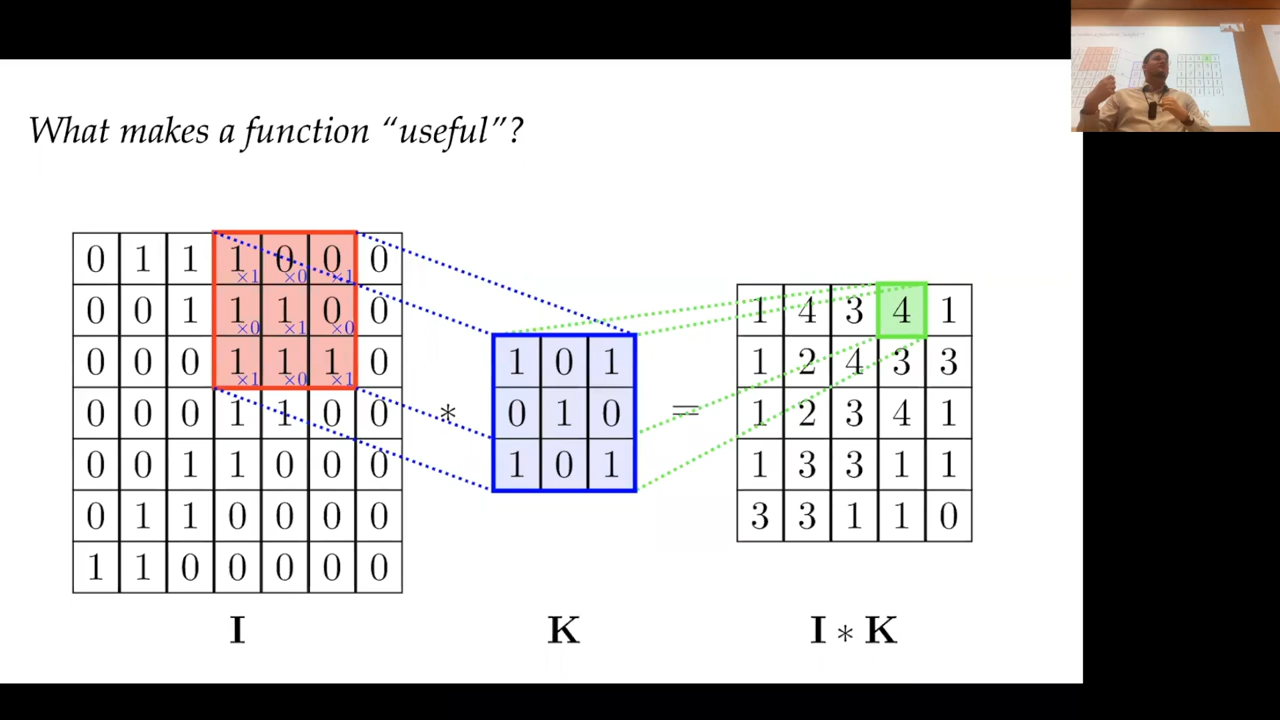 What makes a function “useful”?
0 1 1 1 0 0 0
×1 ×0 ×1
0 0 1 1 1 0 0
×0 ×1 ×0
0 0 0 1 1 1 0
×1 ×0 ×1
0 0 0 1 1 0 0
0 0 1 1 0 0 0
0 1 1 0 0 0 0
1 1 0 0 0 0 0
I
*
1 0 1
0 1 0
1 0 1
K
=
1 4 3 4 1
1 2 4 3 3
1 2 3 4 1
1 3 3 1 1
3 3 1 1 0
I * K